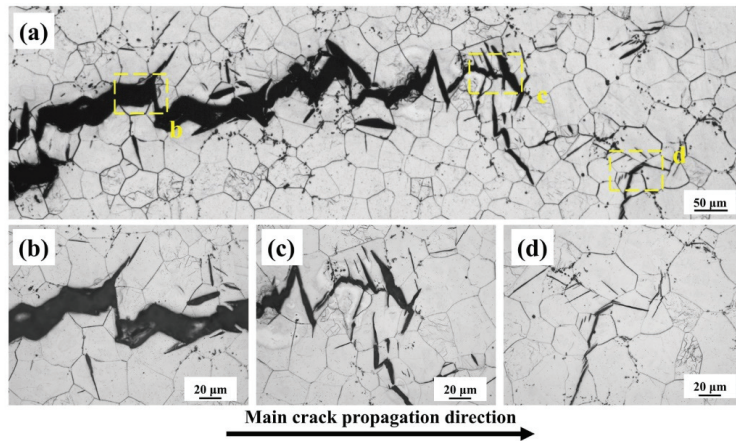 (a)
b
c
d
50 μm
(b)
20 μm
(c)
20 μm
(d)
20 μm
Main crack propagation direction